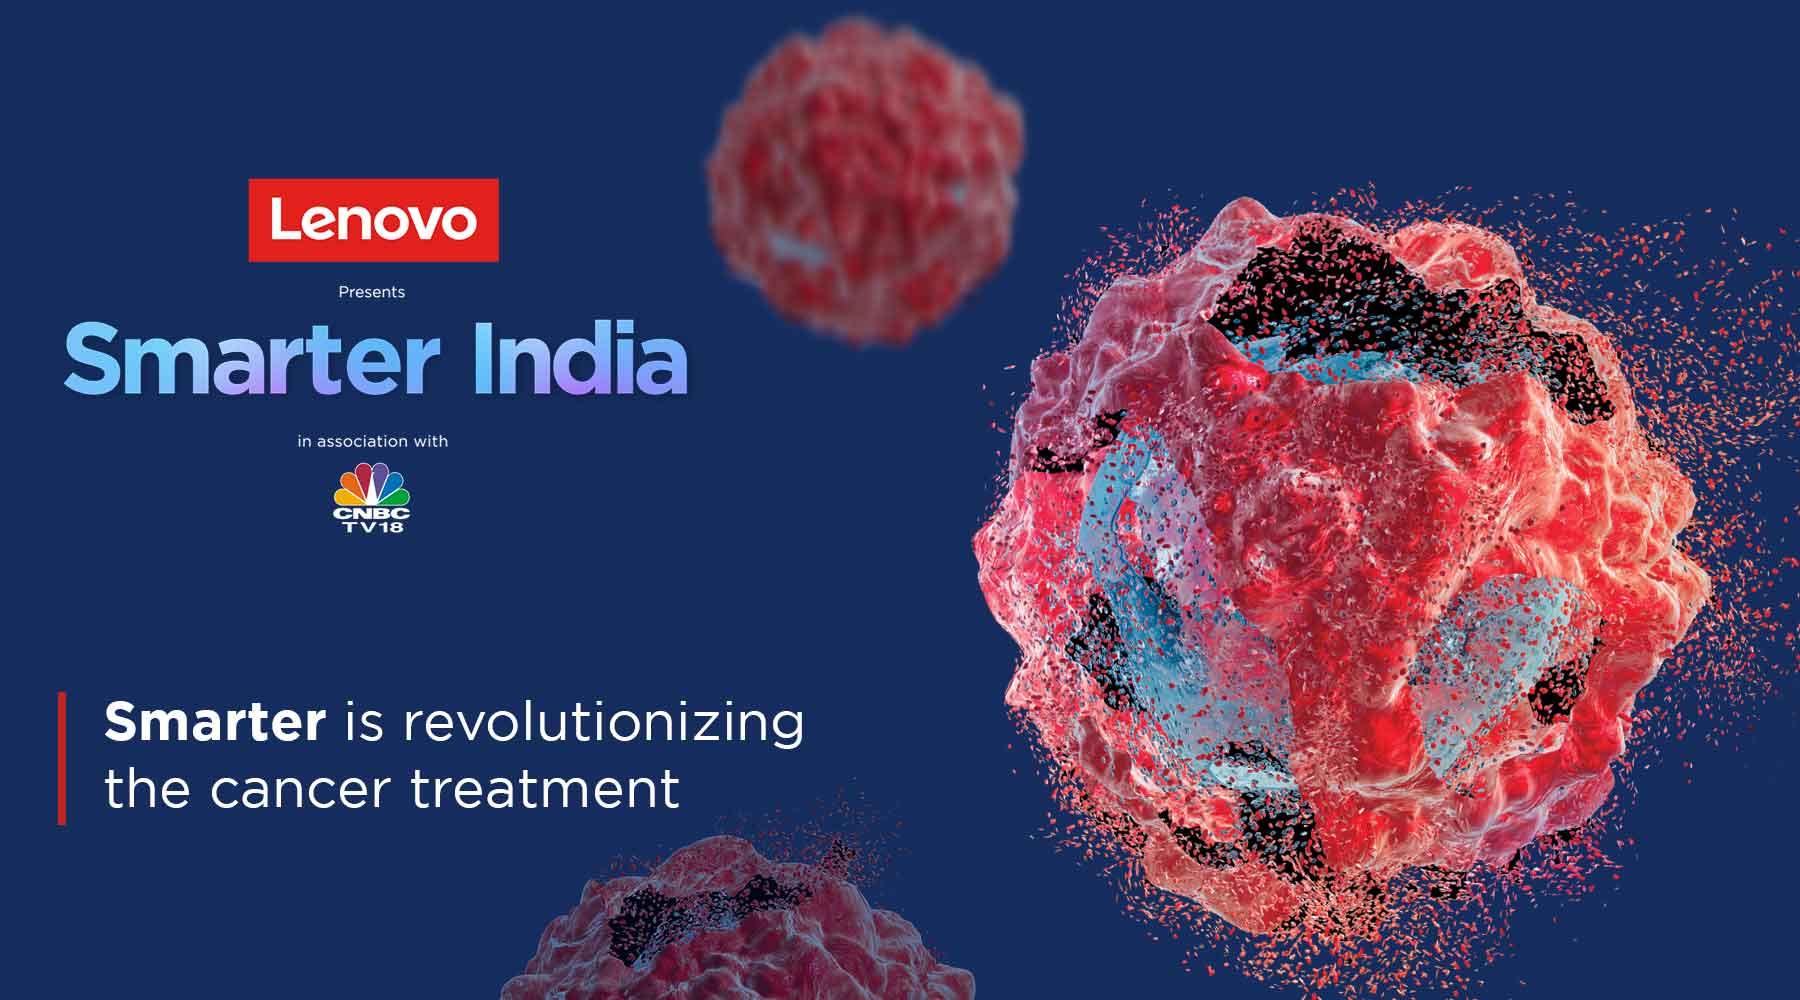 Lenovo
Presents
Smarter India
in association with
CNBC
TV18
Smarter is revolutionizing
the cancer treatment